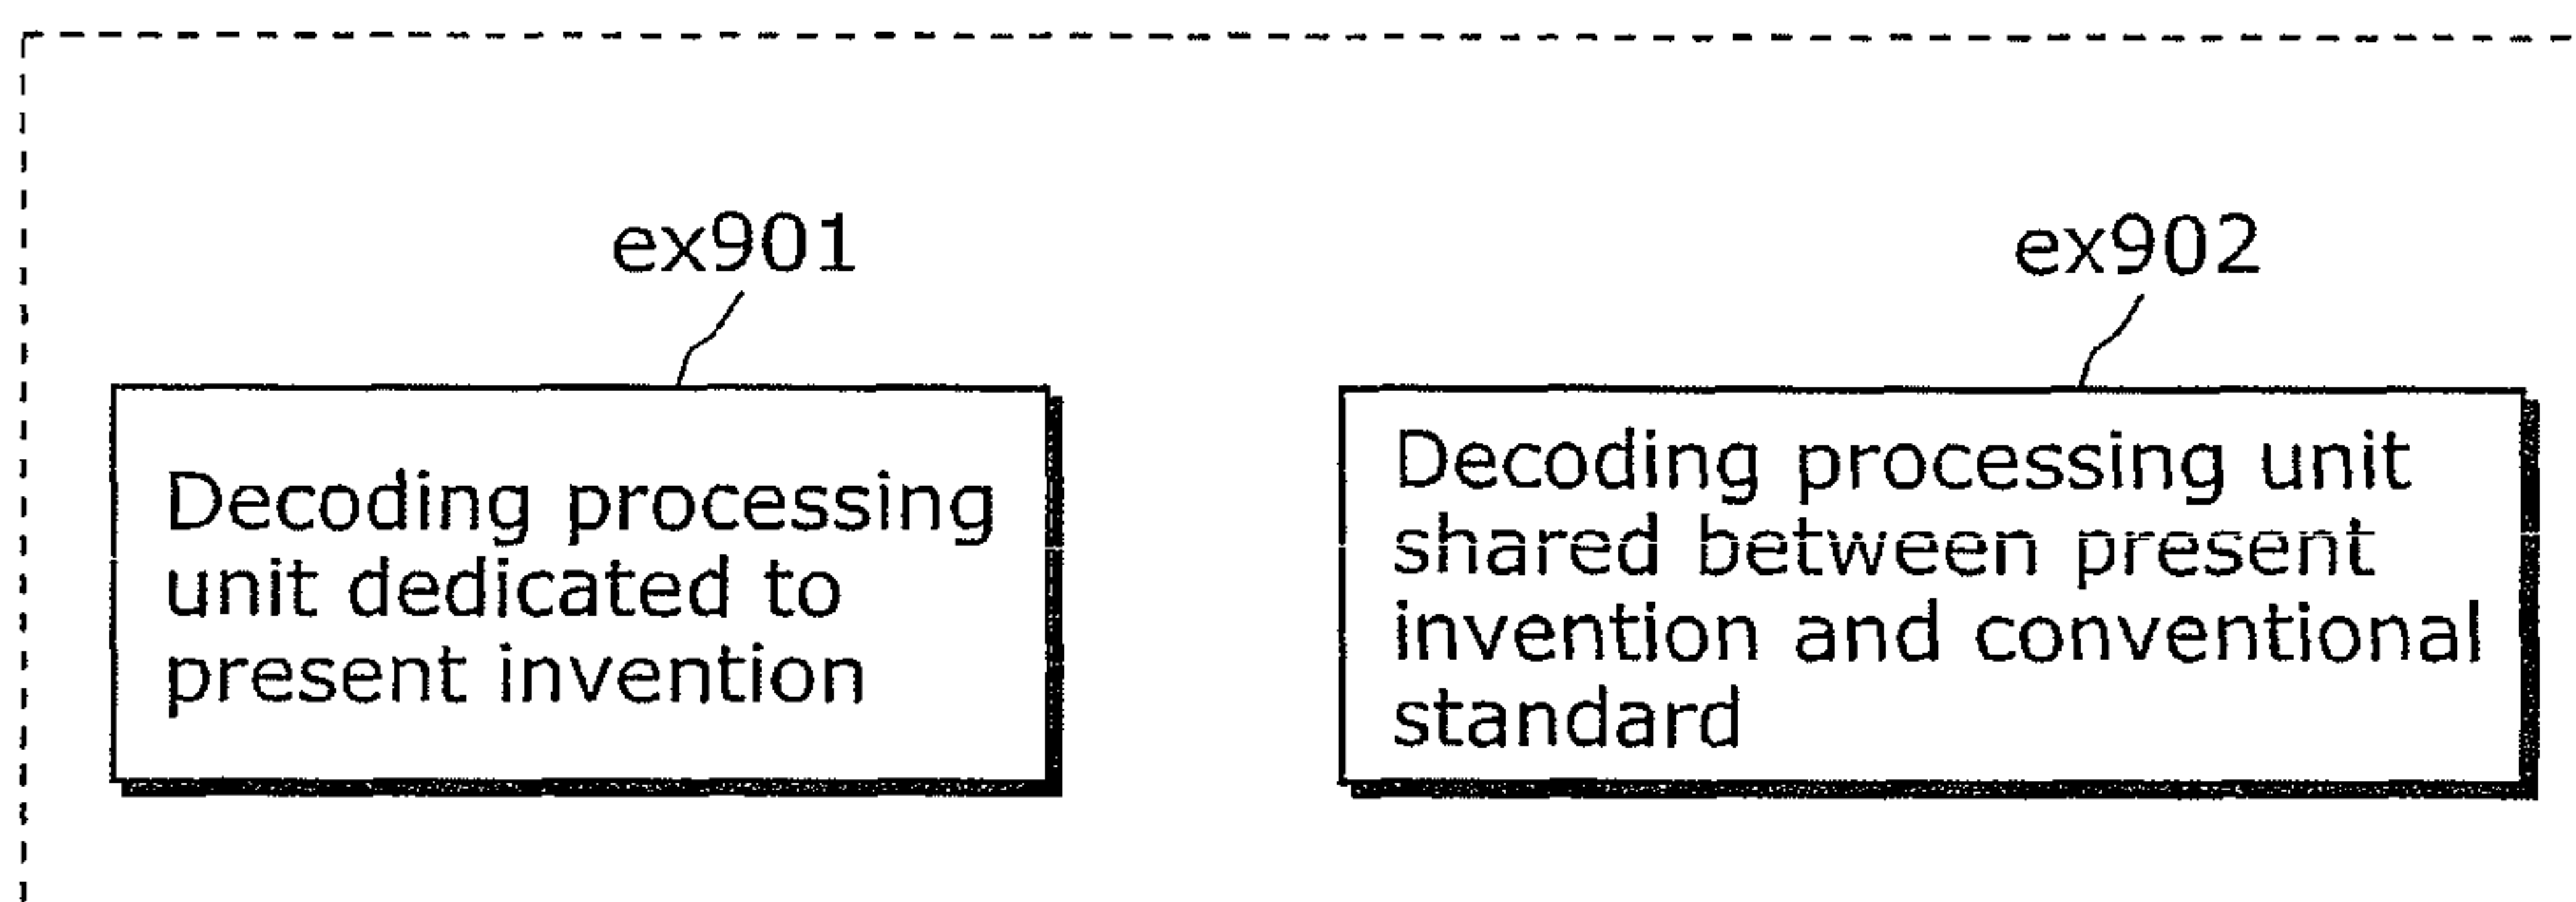 ex901
ex902
Decoding processing
unit dedicated to
present invention
Decoding processing unit
shared between present
invention and conventional
standard